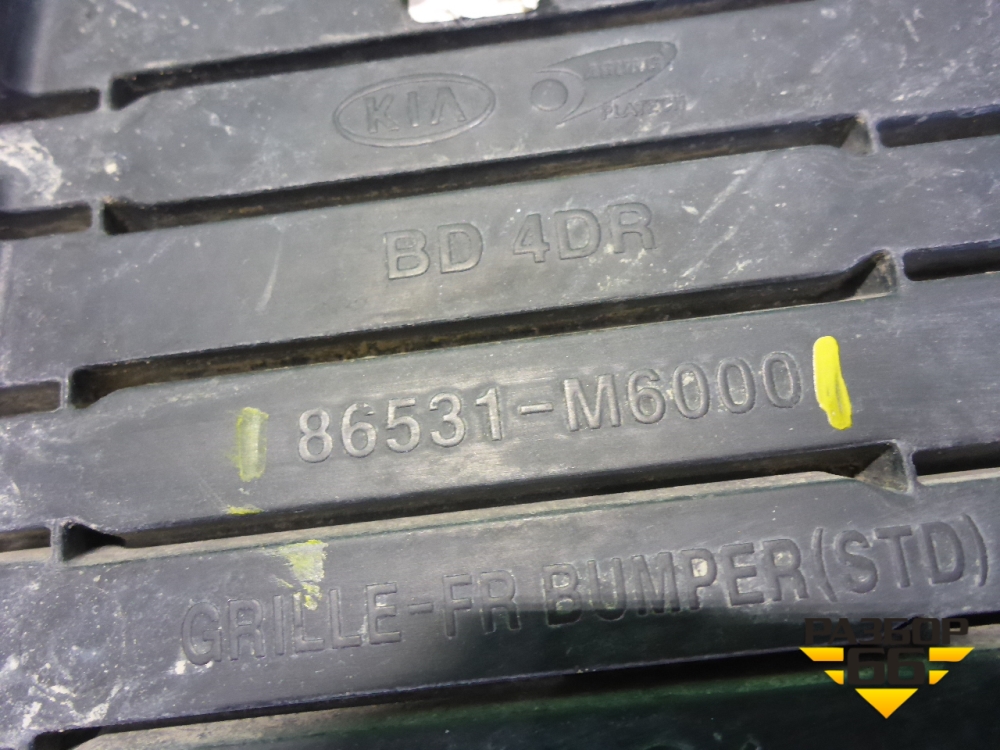 KIA
BD 4DR
86531-M6000
GRILLE-FR BUMPER(STD)
РАЗБОР
66